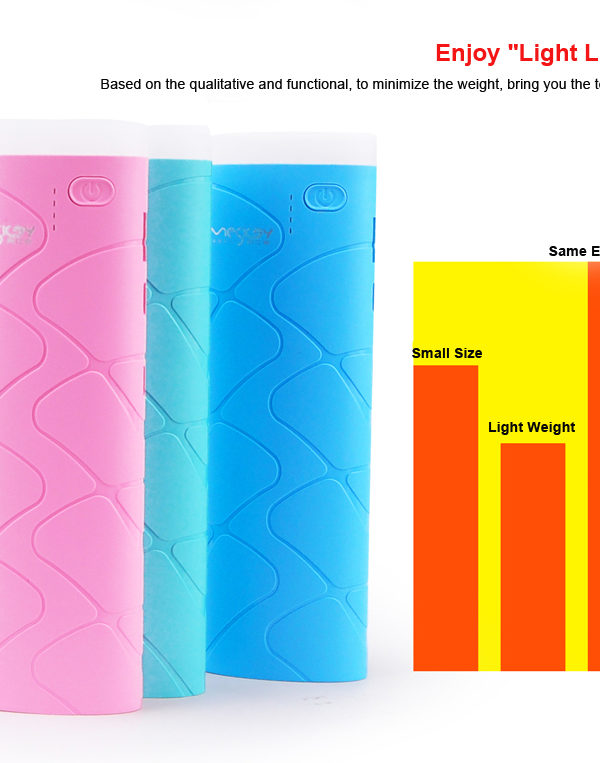 Enjoy "Light L
Based on the qualitative and functional, to minimize the weight, bring you the t
Same E
Small Size
Light Weight